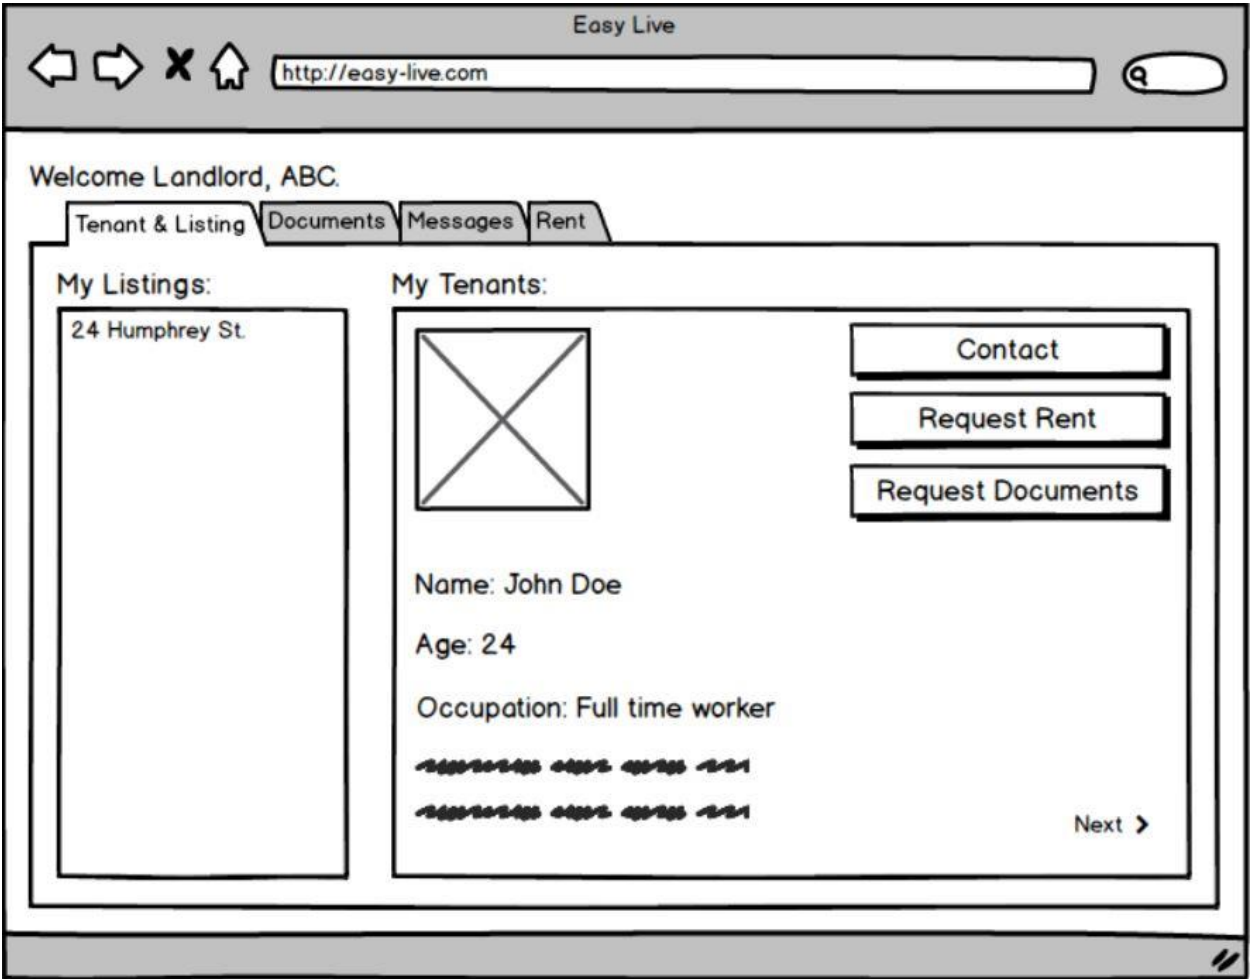 Easy Live
http://easy-live.com
Welcome Landlord, ABC.
Tenant & Listing
Documents
Messages
Rent
My Listings:
24 Humphrey St.
My Tenants:
Contact
Request Rent
Request Documents
Name: John Doe
Age: 24
Occupation: Full time worker
Next